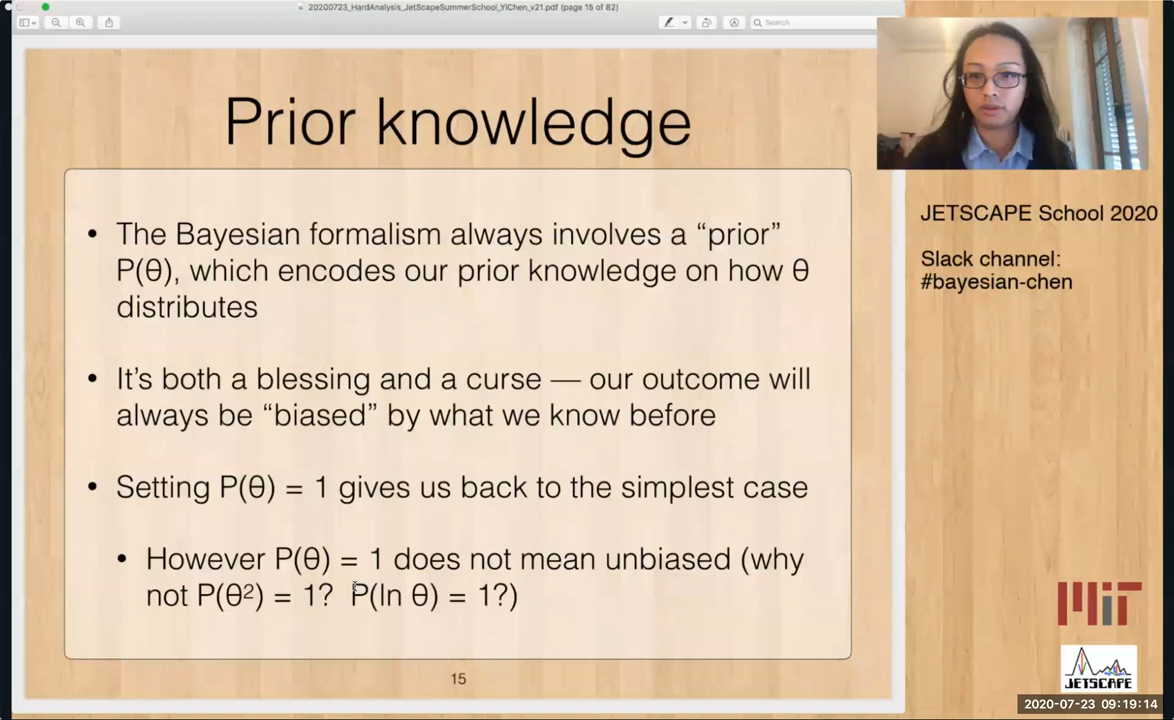 20200723_HardAnalysis_JetScapeSummerSchool_YiChen_v21.pdf (page 15 of 82)
Search
Prior knowledge
• The Bayesian formalism always involves a “prior”
P(θ), which encodes our prior knowledge on how θ
distributes
• It’s both a blessing and a curse — our outcome will
always be “biased” by what we know before
• Setting P(θ) = 1 gives us back to the simplest case
• However P(θ) = 1 does not mean unbiased (why
not P(θ²) = 1? P(ln θ) = 1?)
15
JETSCAPE School 2020
Slack channel:
#bayesian-chen
MIT
JETSCAPE
2020-07-23 09:19:14